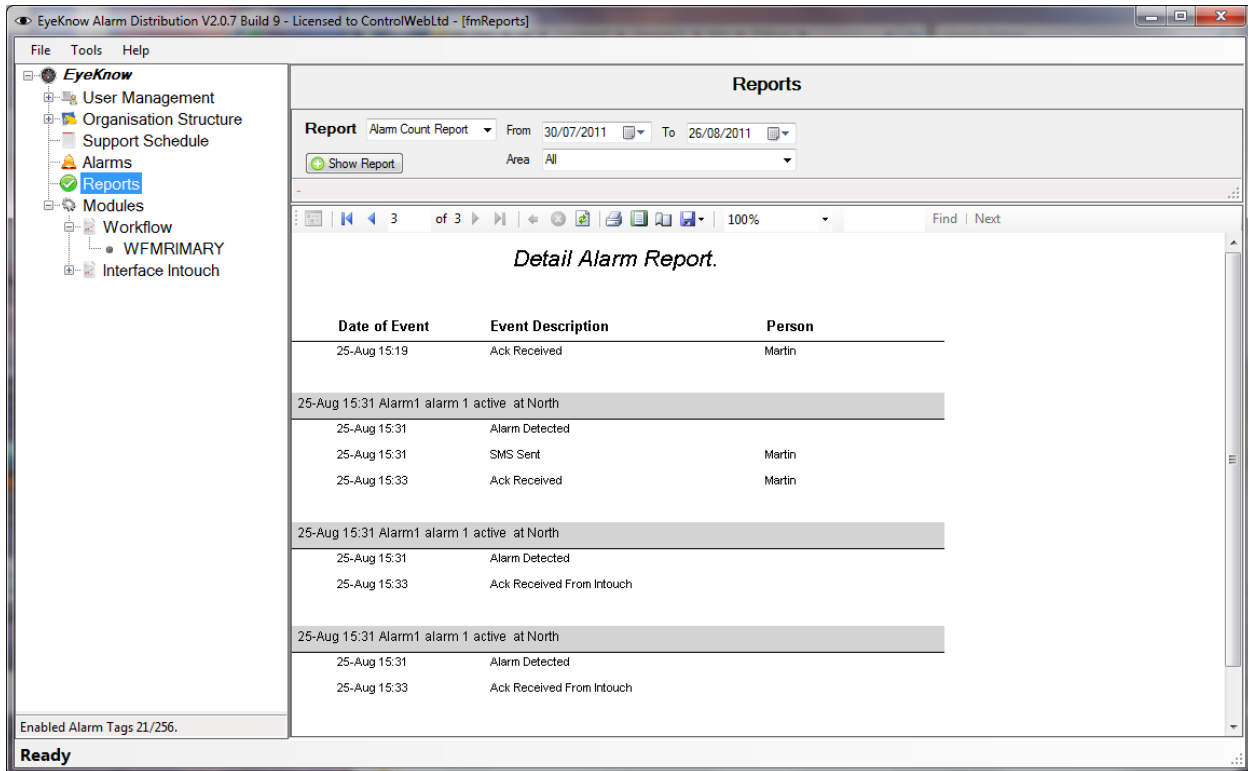 EyeKnow Alarm Distribution V2.0.7 Build 9 - Licensed to ControlWebLtd - [fmReports]
File Tools Help
EyeKnow
User Management
Organisation Structure
Support Schedule
Alarms
Reports
Modules
Workflow
WFMRIMARY
Interface Intouch
Enabled Alarm Tags 21/256.
Reports
Report Alarm Count Report From 30/07/2011 To 26/08/2011
Show Report Area All
-
3 of 3 100% Find | Next
Detail Alarm Report.
Date of Event Event Description Person
25-Aug 15:19 Ack Received Martin
25-Aug 15:31 Alarm1 alarm 1 active at North
25-Aug 15:31 Alarm Detected
25-Aug 15:31 SMS Sent Martin
25-Aug 15:33 Ack Received Martin
25-Aug 15:31 Alarm1 alarm 1 active at North
25-Aug 15:31 Alarm Detected
25-Aug 15:33 Ack Received From Intouch
25-Aug 15:31 Alarm1 alarm 1 active at North
25-Aug 15:31 Alarm Detected
25-Aug 15:33 Ack Received From Intouch
Ready